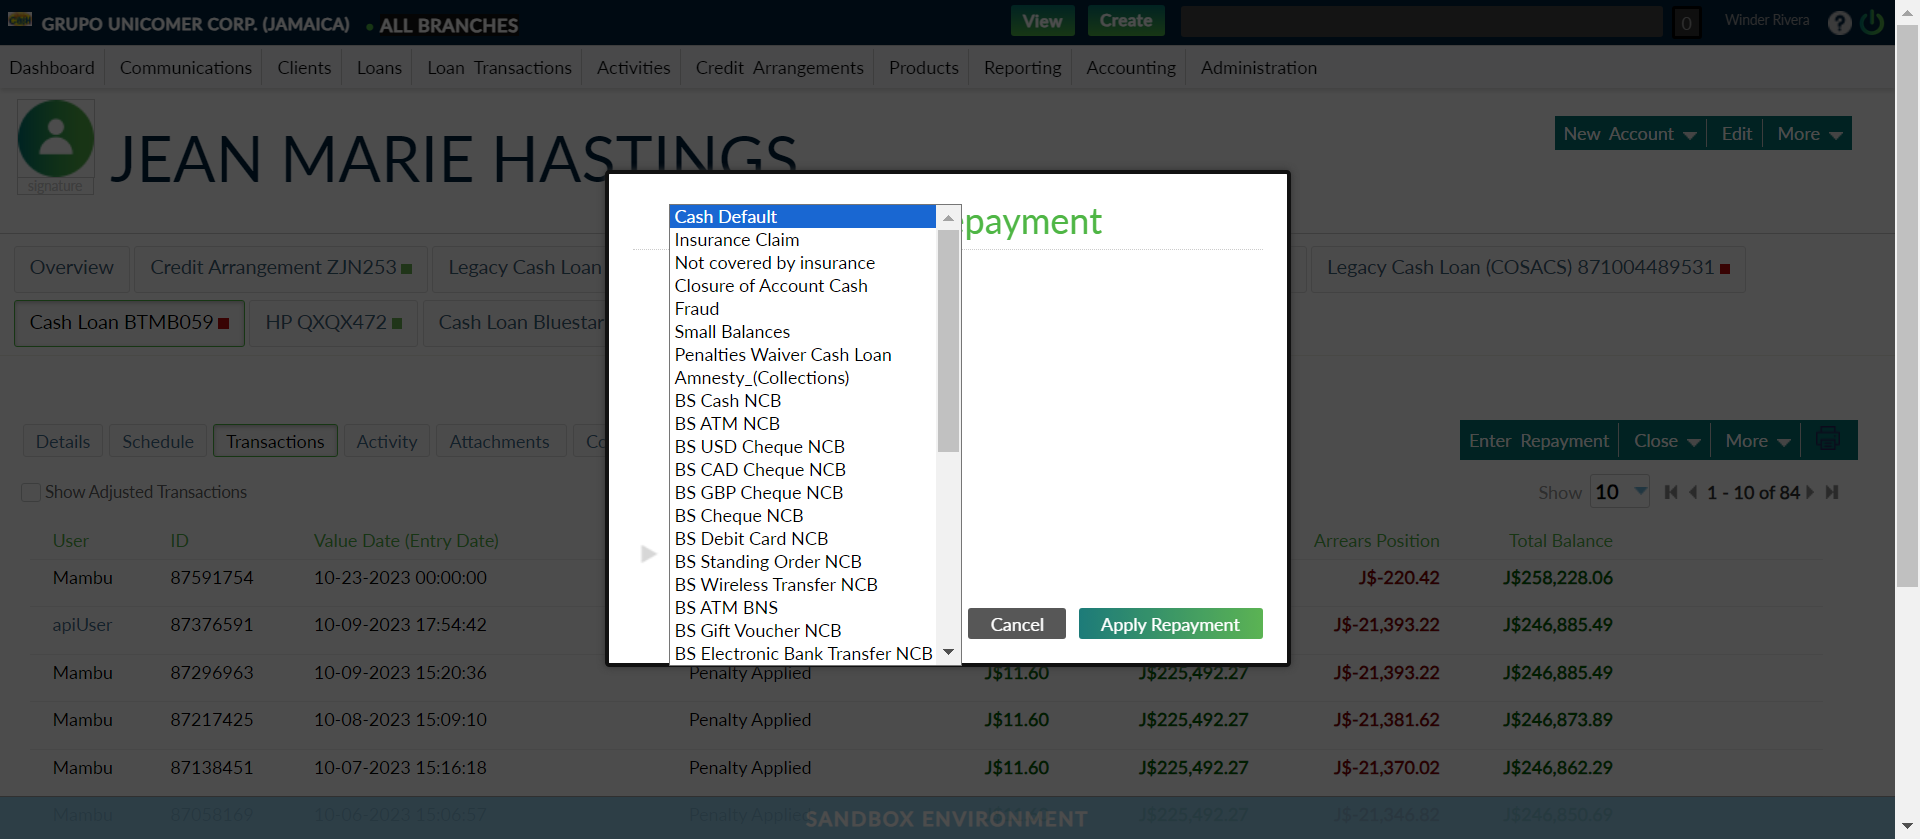 GRUPO UNICOMER CORP. (JAMAICA) • ALL BRANCHES View Create 0 Winder Rivera ?
Dashboard Communications Clients Loans Loan Transactions Activities Credit Arrangements Products Reporting Accounting Administration
JEAN MARIE HASTINGS
signature
New Account Edit More
Cash Default
epayment
Insurance Claim
Not covered by insurance
Overview Credit Arrangement ZJN253 Legacy Cash Loan Legacy Cash Loan (COSACS) 871004489531
Closure of Account Cash
Fraud
Cash Loan BTMB059 HP QXQX472 Cash Loan Bluestar
Small Balances
Penalties Waiver Cash Loan
Amnesty_(Collections)
BS Cash NCB
BS ATM NCB
Details Schedule Transactions Activity Attachments Co
Enter Repayment Close More
BS USD Cheque NCB
BS CAD Cheque NCB
Show Adjusted Transactions
Show 10 1 - 10 of 84
BS GBP Cheque NCB
BS Cheque NCB
BS Debit Card NCB
User ID Value Date (Entry Date) Arrears Position Total Balance
BS Standing Order NCB
BS Wireless Transfer NCB
Mambu 87591754 10-23-2023 00:00:00 J$-220.42 J$258,228.06
BS ATM BNS
BS Gift Voucher NCB
Cancel Apply Repayment
apiUser 87376591 10-09-2023 17:54:42 J$-21,393.22 J$246,885.49
BS Electronic Bank Transfer NCB
Mambu 87296963 10-09-2023 15:20:36 Penalty Applied J$11.60 J$225,492.27 J$-21,393.22 J$246,885.49
Mambu 87217425 10-08-2023 15:09:10 Penalty Applied J$11.60 J$225,492.27 J$-21,381.62 J$246,873.89
Mambu 87138451 10-07-2023 15:16:18 Penalty Applied J$11.60 J$225,492.27 J$-21,370.02 J$246,862.29
Mambu 87058169 10-06-2023 15:06:57 Penalty Applied J$225,492.27 J$-21,346.82 J$246,850.69
SANDBOX ENVIRONMENT